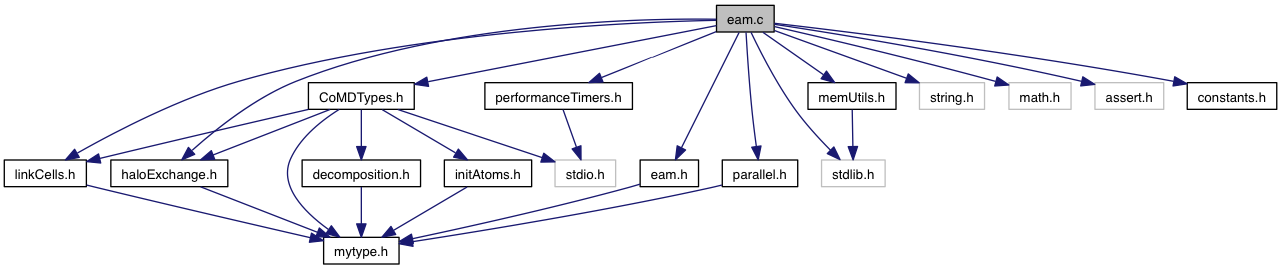 eam.c
CoMDTypes.h
performanceTimers.h
memUtils.h
string.h
math.h
assert.h
constants.h
linkCells.h
haloExchange.h
decomposition.h
initAtoms.h
stdio.h
eam.h
parallel.h
stdlib.h
mytype.h